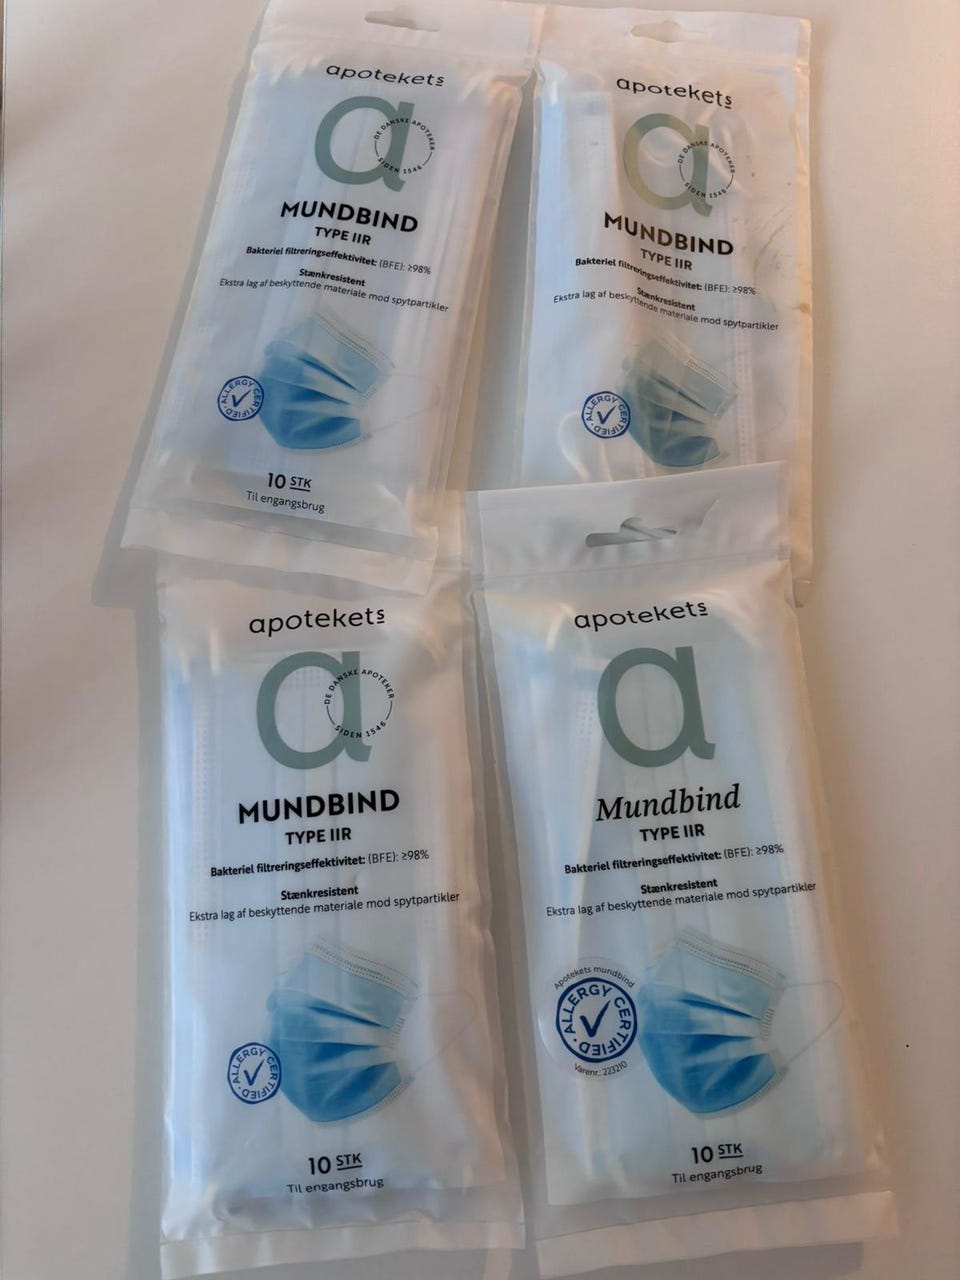 apotekets
a
DE DANSKE APOTEKER
SIDEN 1546
MUNDBIND
TYPE IIR
Bakteriel filtreringseffektivitet: (BFE): ≥98%
Stænkresistent
Ekstra lag af beskyttende materiale mod spytpartikler
ALLERGY CERTIFIED
10 STK
Til engangsbrug
apotekets
a
DE DANSKE APOTEKER
SIDEN 1546
MUNDBIND
TYPE IIR
Bakteriel filtreringseffektivitet: (BFE): ≥98%
Stænkresistent
Ekstra lag af beskyttende materiale mod spytpartikler
ALLERGY CERTIFIED
apotekets
a
DE DANSKE APOTEKER
SIDEN 1546
MUNDBIND
TYPE IIR
Bakteriel filtreringseffektivitet: (BFE): ≥98%
Stænkresistent
Ekstra lag af beskyttende materiale mod spytpartikler
ALLERGY CERTIFIED
10 STK
Til engangsbrug
apotekets
a
Mundbind
TYPE IIR
Bakteriel filtreringseffektivitet: (BFE): ≥98%
Stænkresistent
Ekstra lag af beskyttende materiale mod spytpartikler
Apotekets mundbind
ALLERGY CERTIFIED
Varenr.: 223210
10 STK
Til engangsbrug